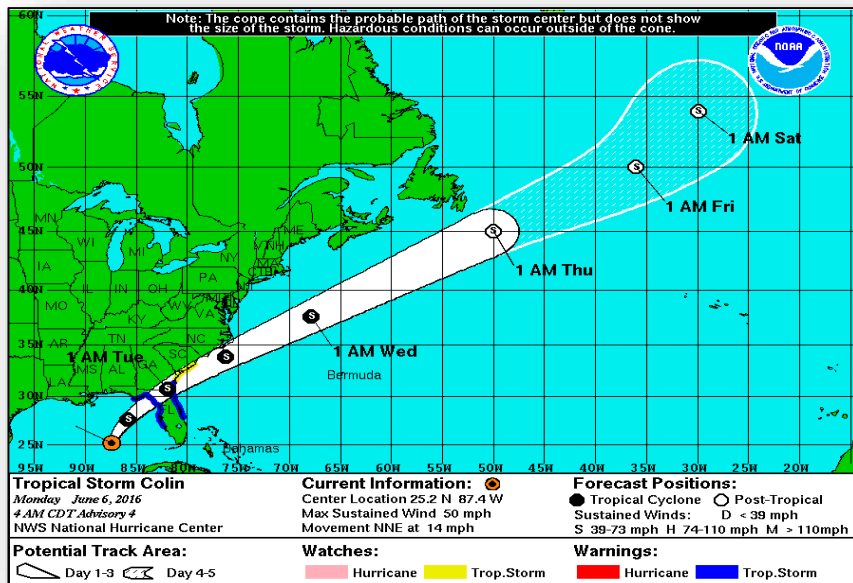 Note: The cone contains the probable path of the storm center but does not show
the size of the storm. Hazardous conditions can occur outside of the cone.
NATIONAL WEATHER SERVICE
NOAA
60N
55N
50N
45N
40N
35N
30N
25N
1 AM Sat
1 AM Fri
1 AM Thu
1 AM Wed
1 AM Tue
MN
WI
MI
NY
ME
VT
NH
MA
CT
IA
IL
IN
OH
PA
MO
KY
WV
VA
AR
TN
NC
MS
AL
GA
SC
LA
FL
Bermuda
Bahamas
S
S
S
S
S
S
S
95W 90W 85W 80W 75W 70W 65W 60W 55W 50W 45W 40W 35W 30W 25W 20W
Tropical Storm Colin
Monday June 6, 2016
4 AM CDT Advisory 4
NWS National Hurricane Center
Current Information:
Center Location 25.2 N 87.4 W
Max Sustained Wind 50 mph
Movement NNE at 14 mph
Forecast Positions:
Tropical Cyclone Post-Tropical
Sustained Winds: D < 39 mph
S 39-73 mph H 74-110 mph M > 110mph
Potential Track Area:
Day 1-3 Day 4-5
Watches:
Hurricane Trop.Storm
Warnings:
Hurricane Trop.Storm